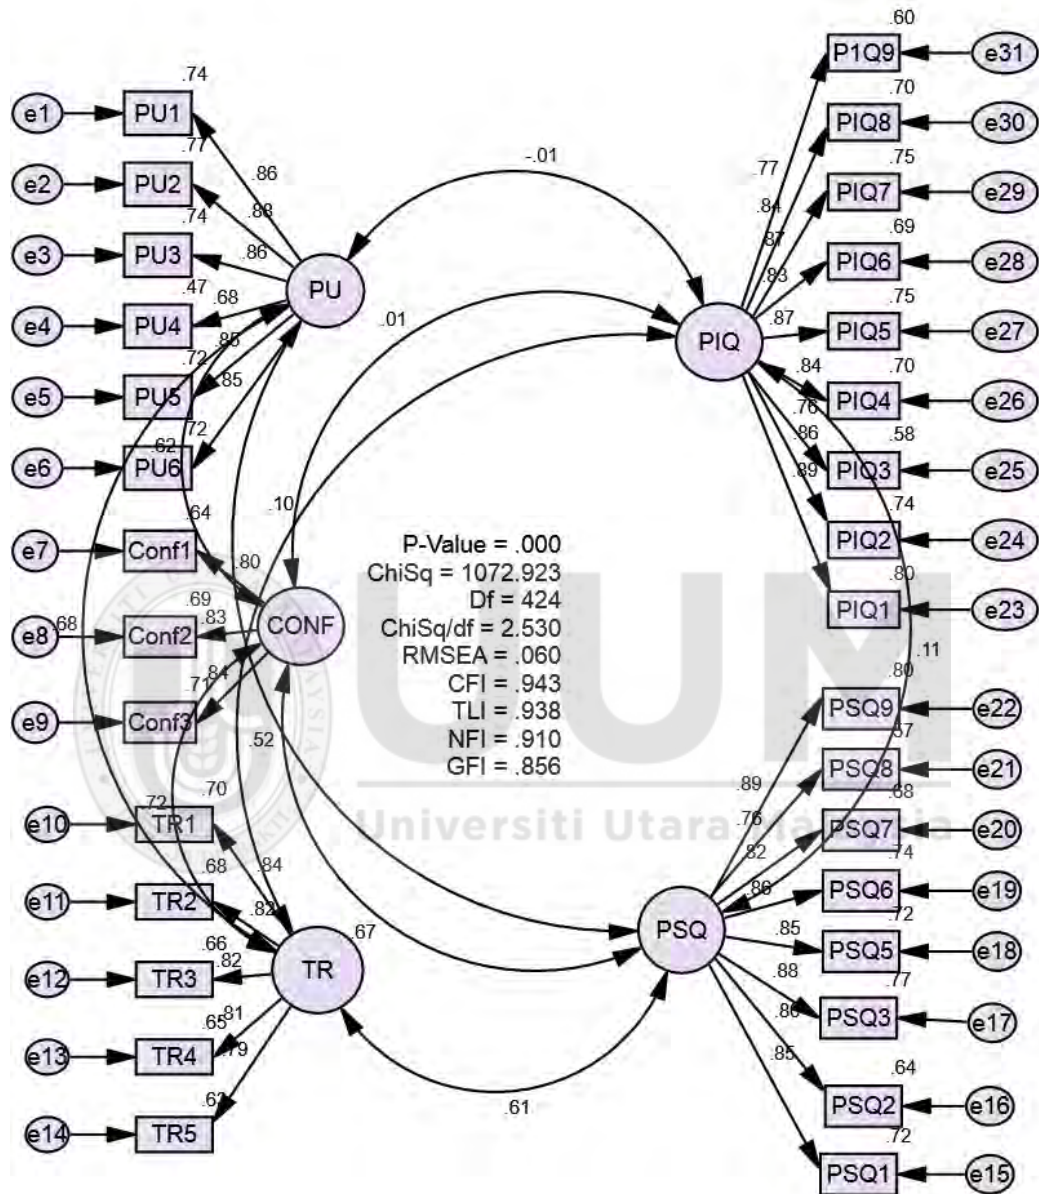 .60
P1Q9
e31
.74
e1
PU1
.70
PIQ8
e30
.77
e2
PU2
.86
-.01
.77
.75
PIQ7
e29
.74
e3
PU3
.88
.84
.69
PIQ6
e28
.86
PU
.87
.83
.47
e4
PU4
.68
.01
PIQ
.87
.75
PIQ5
e27
.72
.85
.84
.70
e5
PU5
.85
PIQ4
e26
.72
.76
.58
e6
.62
PU6
.86
PIQ3
e25
.89
.64
.10
.74
e7
Conf1
.80
PIQ2
e24
P-Value = .000
ChiSq = 1072.923
Df = 424
ChiSq/df = 2.530
RMSEA = .060
CFI = .943
TLI = .938
NFI = .910
GFI = .856
.80
PIQ1
e23
.69
e8
.68
Conf2
.83
CONF
.11
.71
.84
.80
e9
Conf3
PSQ9
e22
.52
.57
UUM
Universiti Utara Malaysia
.89
PSQ8
e21
.70
.72
.76
.68
e10
TR1
PSQ7
e20
.82
.74
.68
.84
.86
PSQ6
e19
e11
TR2
.82
.72
.66
.67
PSQ
.85
PSQ5
e18
e12
TR3
.82
TR
.88
.77
.65
.81
.86
PSQ3
e17
e13
TR4
.79
.85
.64
.62
.61
PSQ2
e16
e14
TR5
.72
PSQ1
e15